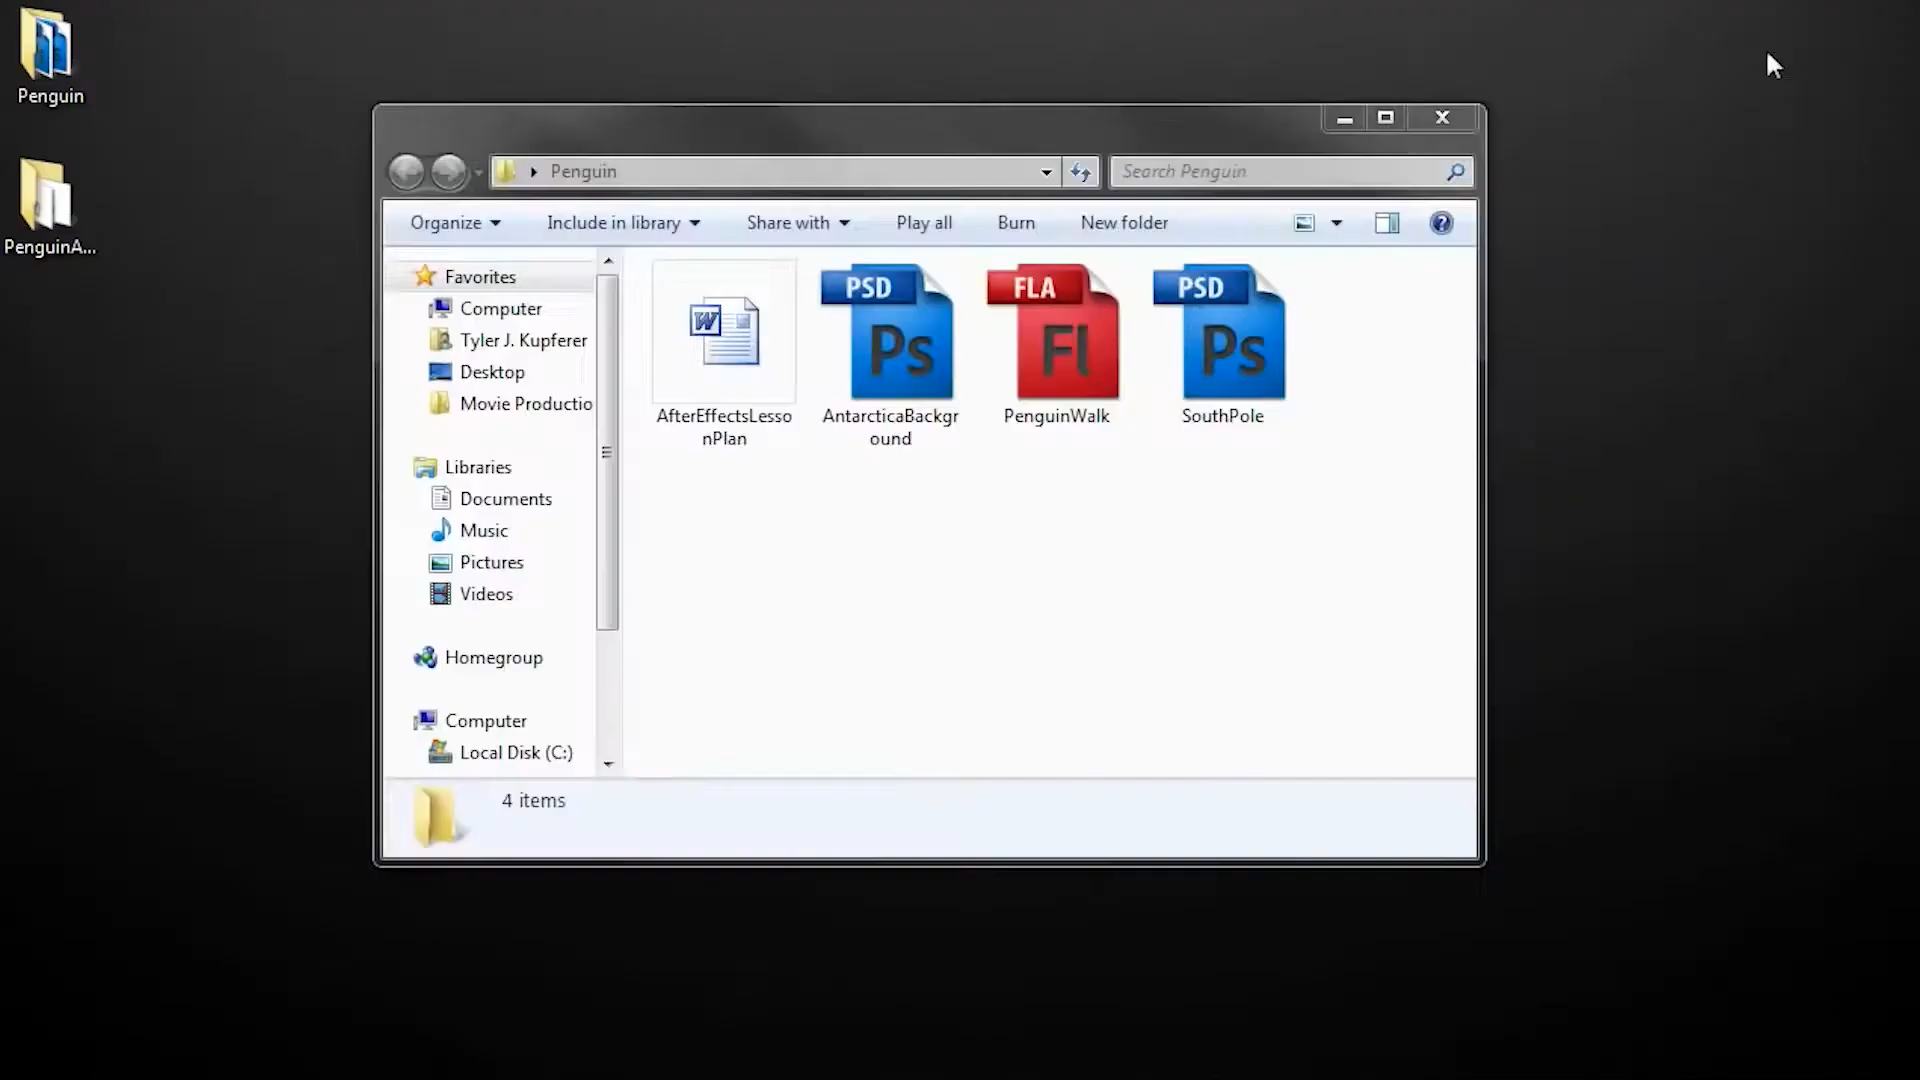 Penguin
PenguinA...
Penguin
Search Penguin
Organize
Include in library
Share with
Play all
Burn
New folder
Favorites
Computer
Tyler J. Kupferer
Desktop
Movie Productio
Libraries
Documents
Music
Pictures
Videos
Homegroup
Computer
Local Disk (C:)
W
AfterEffectsLesso
nPlan
PSD
Ps
AntarcticaBackgr
ound
FLA
Fl
PenguinWalk
PSD
Ps
SouthPole
4 items